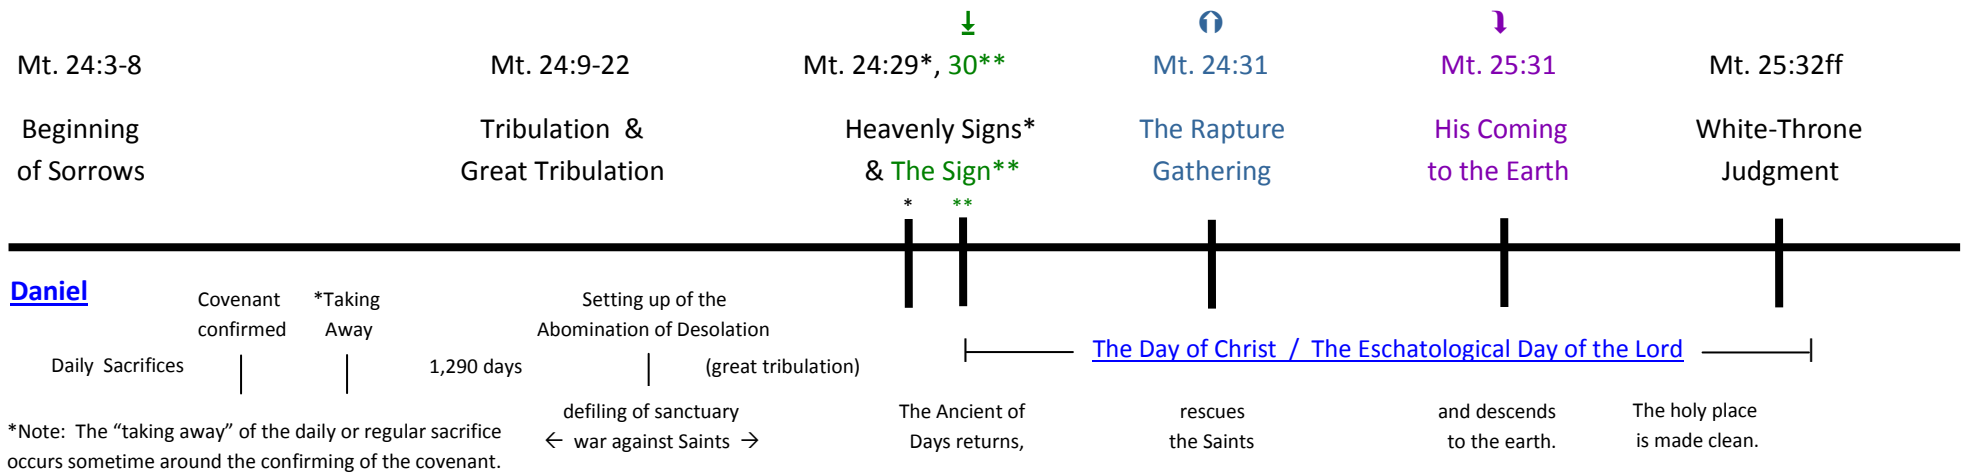 Mt. 24:3-8 Mt. 24:9-22 Mt. 24:29*, 30** Mt. 24:31 Mt. 25:31 Mt. 25:32ff
Beginning Tribulation & Heavenly Signs* The Rapture His Coming White-Throne
of Sorrows Great Tribulation & The Sign** Gathering to the Earth Judgment
* **
Daniel
Covenant *Taking Setting up of the
confirmed Away Abomination of Desolation
The Day of Christ / The Eschatological Day of the Lord
Daily Sacrifices 1,290 days (great tribulation)
defiling of sanctuary The Ancient of rescues and descends The holy place
← war against Saints → Days returns, the Saints to the earth. is made clean.
*Note: The “taking away” of the daily or regular sacrifice
occurs sometime around the confirming of the covenant.